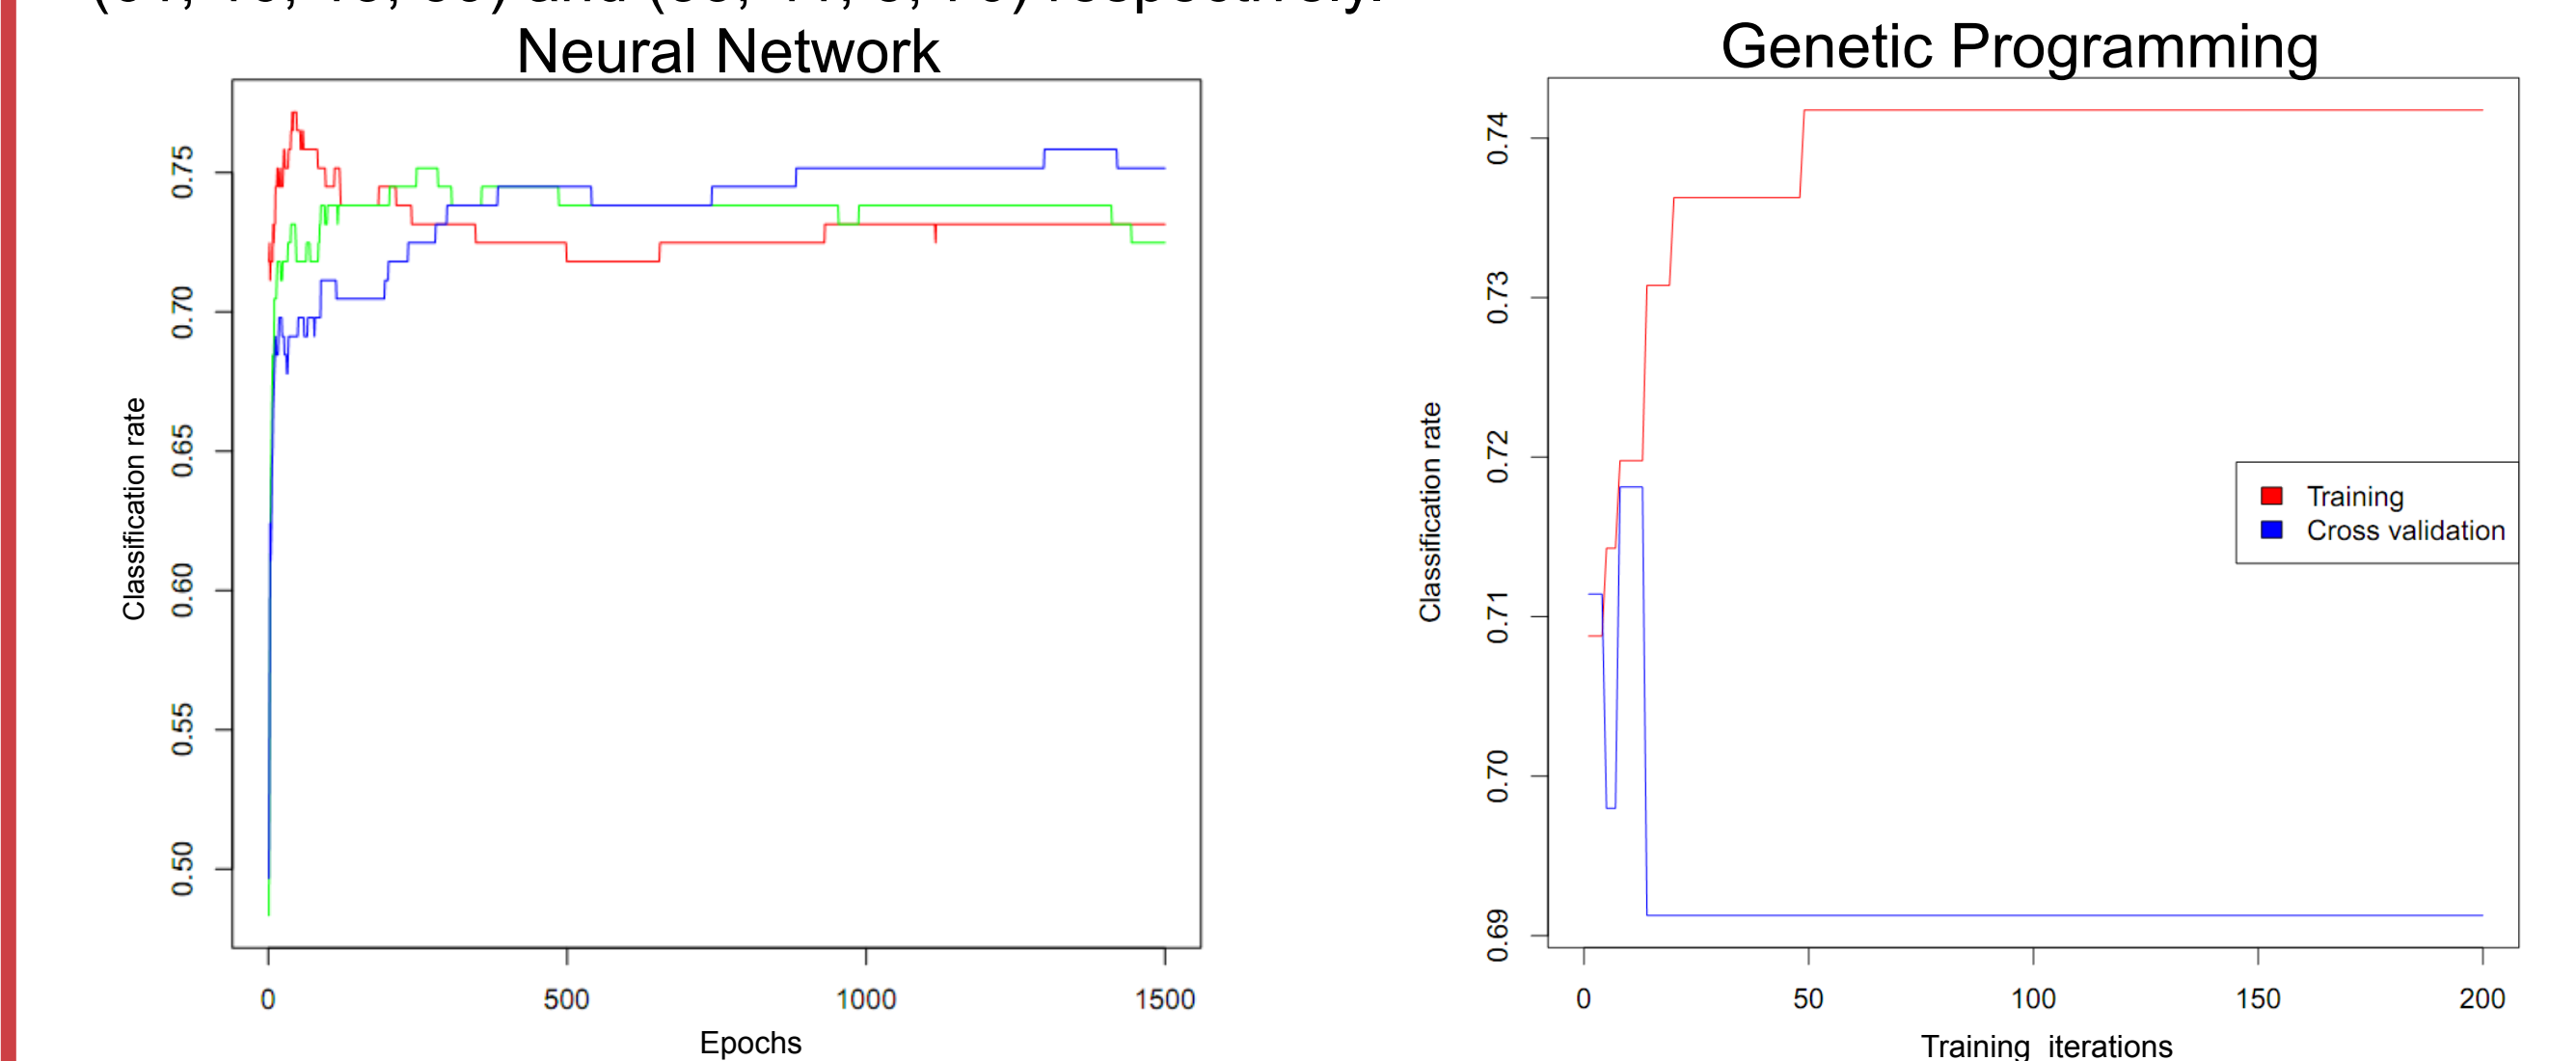 respectively.
Neural Network
Genetic Programming
Classification rate
0.75
0.70
0.65
0.60
0.55
0.50
0 500 1000 1500
Epochs
Classification rate
0.74
0.73
0.72
0.71
0.70
0.69
0 50 100 150 200
Training iterations
Training
Cross validation